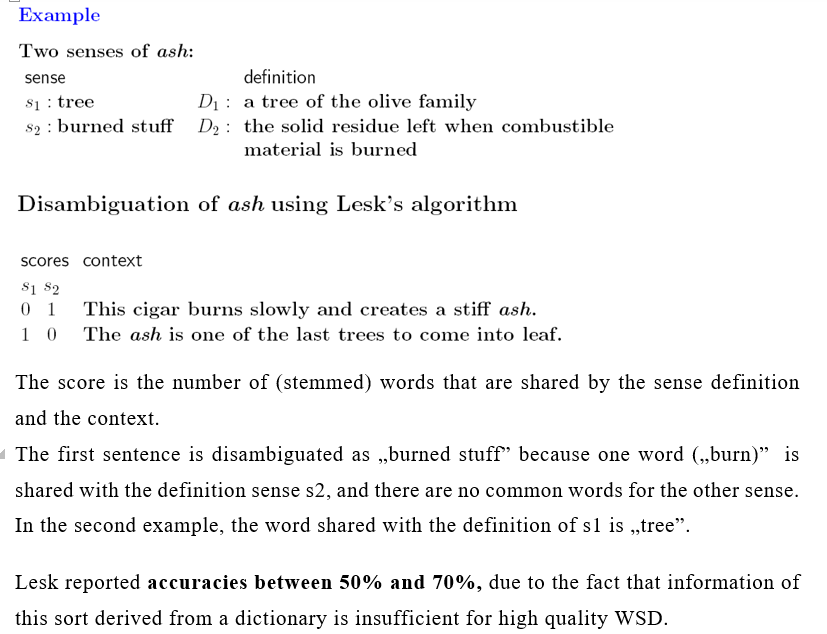 Example
Two senses of ash:
sense definition
s1 : tree D1 : a tree of the olive family
s2 : burned stuff D2 : the solid residue left when combustible
material is burned
Disambiguation of ash using Lesk's algorithm
scores context
s1 s2
0 1 This cigar burns slowly and creates a stiff ash.
1 0 The ash is one of the last trees to come into leaf.
The score is the number of (stemmed) words that are shared by the sense definition
and the context.
The first sentence is disambiguated as „burned stuff” because one word („burn)” is
shared with the definition sense s2, and there are no common words for the other sense.
In the second example, the word shared with the definition of s1 is „tree”.
Lesk reported accuracies between 50% and 70%, due to the fact that information of
this sort derived from a dictionary is insufficient for high quality WSD.